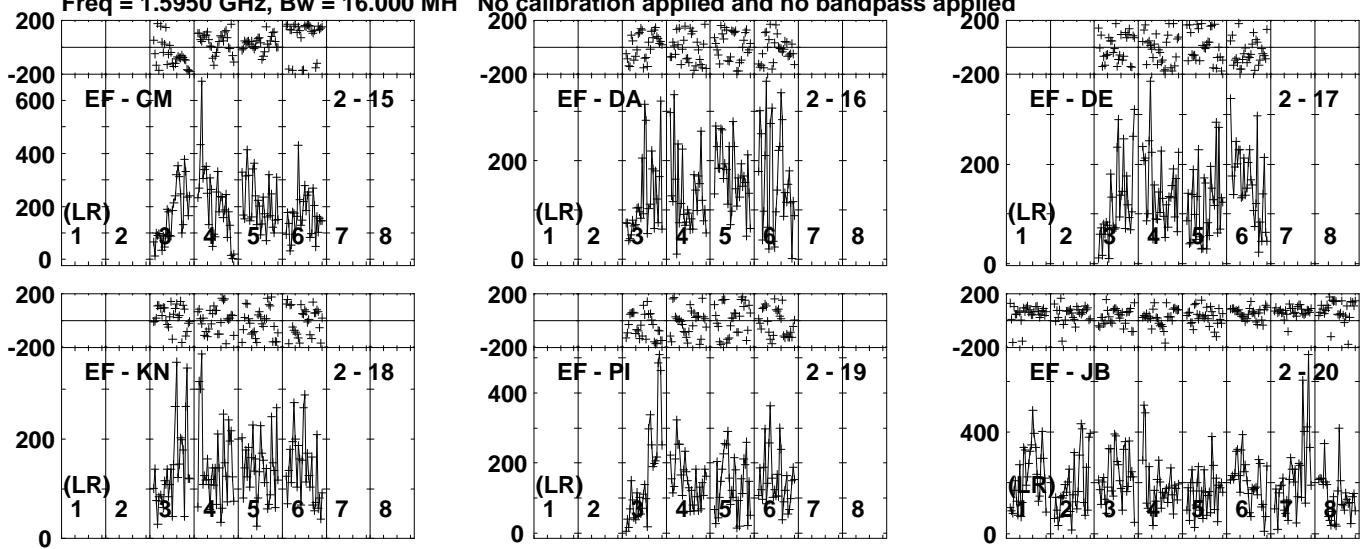 Freq = 1.5950 GHz, Bw = 16.000 MH No calibration applied and no bandpass applied
200
-200
600
400
200
0
EF - CM 2 - 15
(LR)
1 2 3 4 5 6 7 8
200
-200
200
0
EF - DA 2 - 16
(LR)
1 2 3 4 5 6 7 8
200
-200
200
0
EF - DE 2 - 17
(LR)
1 2 3 4 5 6 7 8
200
-200
200
0
EF - KN 2 - 18
(LR)
1 2 3 4 5 6 7 8
200
-200
400
200
0
EF - PI 2 - 19
(LR)
1 2 3 4 5 6 7 8
200
-200
400
0
EF - JB 2 - 20
(LR)
1 2 3 4 5 6 7 8